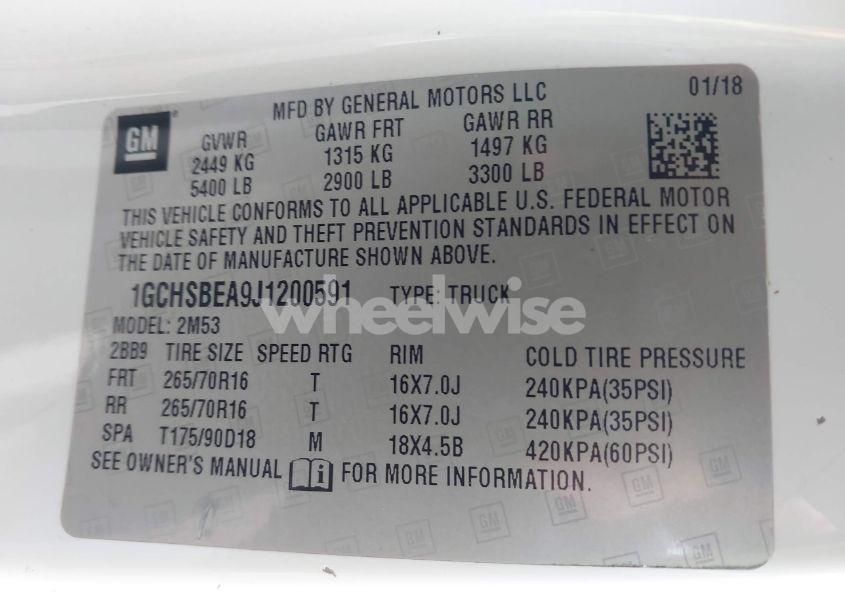 MFD BY GENERAL MOTORS LLC 01/18
GM
GVWR GAWR FRT GAWR RR
2449 KG 1315 KG 1497 KG
5400 LB 2900 LB 3300 LB
THIS VEHICLE CONFORMS TO ALL APPLICABLE U.S. FEDERAL MOTOR
VEHICLE SAFETY AND THEFT PREVENTION STANDARDS IN EFFECT ON
THE DATE OF MANUFACTURE SHOWN ABOVE.
1GCHSBEA9J1200591 TYPE: TRUCK
wheelwise
MODEL: 2M53
2BB9 TIRE SIZE SPEED RTG RIM COLD TIRE PRESSURE
FRT 265/70R16 T 16X7.0J 240KPA(35PSI)
RR 265/70R16 T 16X7.0J 240KPA(35PSI)
SPA T175/90D18 M 18X4.5B 420KPA(60PSI)
SEE OWNER'S MANUAL i FOR MORE INFORMATION.